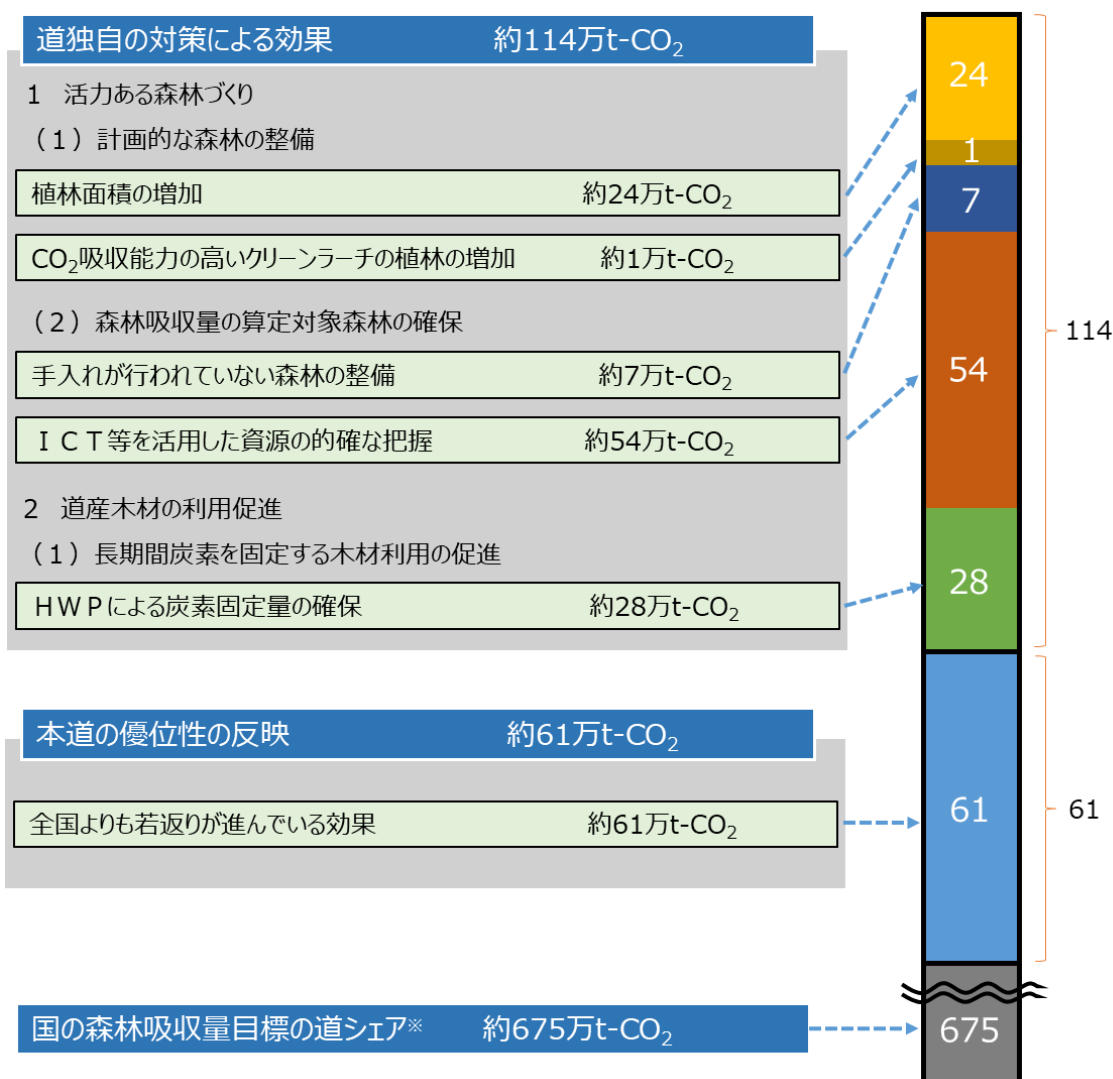 道独自の対策による効果 約114万t-CO₂
1 活力ある森林づくり
(1)計画的な森林の整備
植林面積の増加 約24万t-CO₂
CO₂吸収能力の高いクリーンラーチの植林の増加 約1万t-CO₂
(2)森林吸収量の算定対象森林の確保
手入れが行われていない森林の整備 約7万t-CO₂
ICT等を活用した資源の的確な把握 約54万t-CO₂
2 道産木材の利用促進
(1)長期間炭素を固定する木材利用の促進
HWPによる炭素固定量の確保 約28万t-CO₂
本道の優位性の反映 約61万t-CO₂
全国よりも若返りが進んでいる効果 約61万t-CO₂
国の森林吸収量目標の道シェア※ 約675万t-CO₂
24
1
7
54
28
61
675
114
61